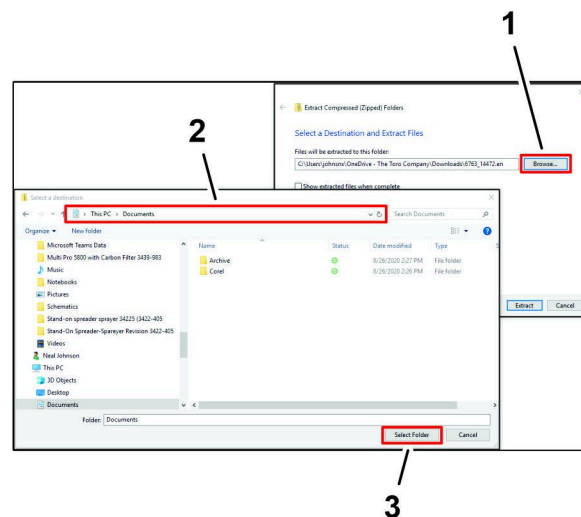 1
2
Extract Compressed (Zipped) Folders
Select a Destination and Extract Files
Files will be extracted to this folder:
C:\Users\johnsnx\OneDrive - The Toro Company\Downloads\6763_14472.en
Browse...
Show extracted files when complete
Select a destination
This PC > Documents
Search Documents
Organize
New folder
Name
Status
Date modified
Type
S
Microsoft Teams Data
Multi Pro 5800 with Carbon Filter 3439-983
Music
Notebooks
Pictures
Schematics
Stand-on spreader sprayer 34225 (3422-405
Stand-On Spreader-Spareyer Revision 3422-405
Videos
Neal Johnson
This PC
3D Objects
Desktop
Documents
Archive
8/26/2020 2:27 PM
File folder
Corel
8/26/2020 2:26 PM
File folder
Extract
Cancel
Folder:
Documents
Select Folder
Cancel
3